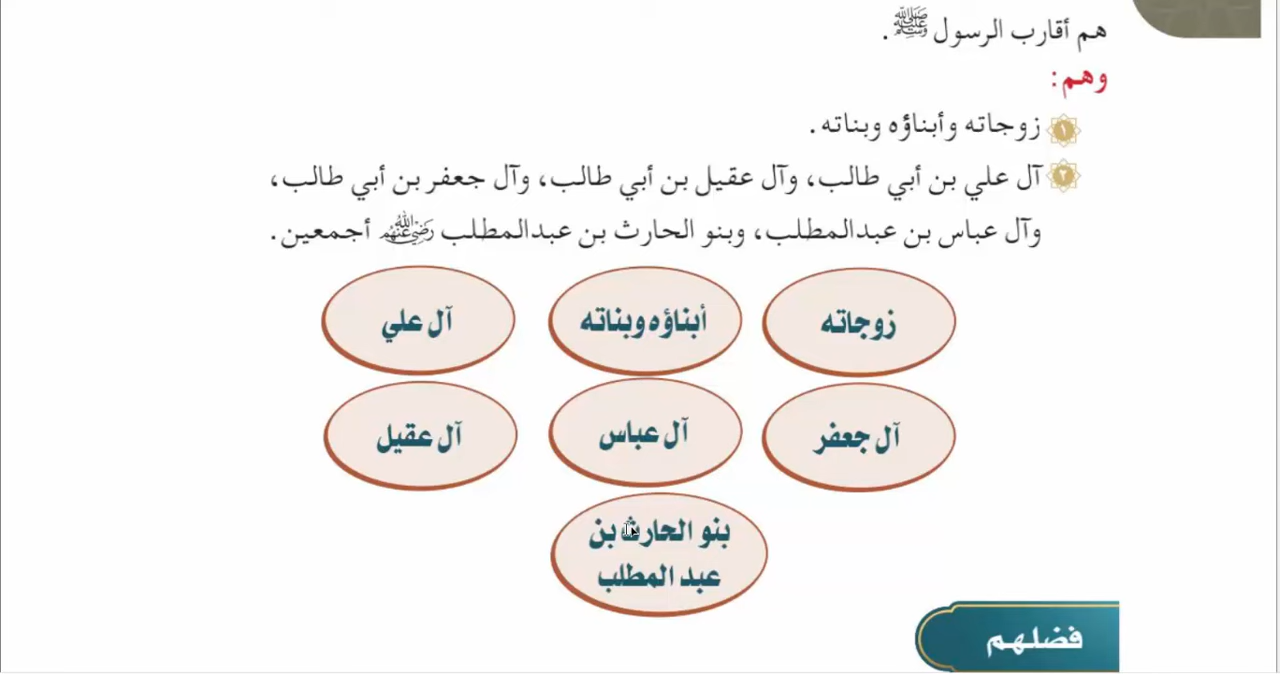 هم أقارب الرسول ﷺ.
وهم:
١ زوجاته وأبناؤه وبناته.
٢ آل علي بن أبي طالب، وآل عقيل بن أبي طالب، وآل جعفر بن أبي طالب،
وآل عباس بن عبدالمطلب، وبنو الحارث بن عبدالمطلب رضي الله عنهم أجمعين.
زوجاته
أبناؤه وبناته
آل علي
آل جعفر
آل عباس
آل عقيل
بنو الحارث بن
عبد المطلب
فضلهم